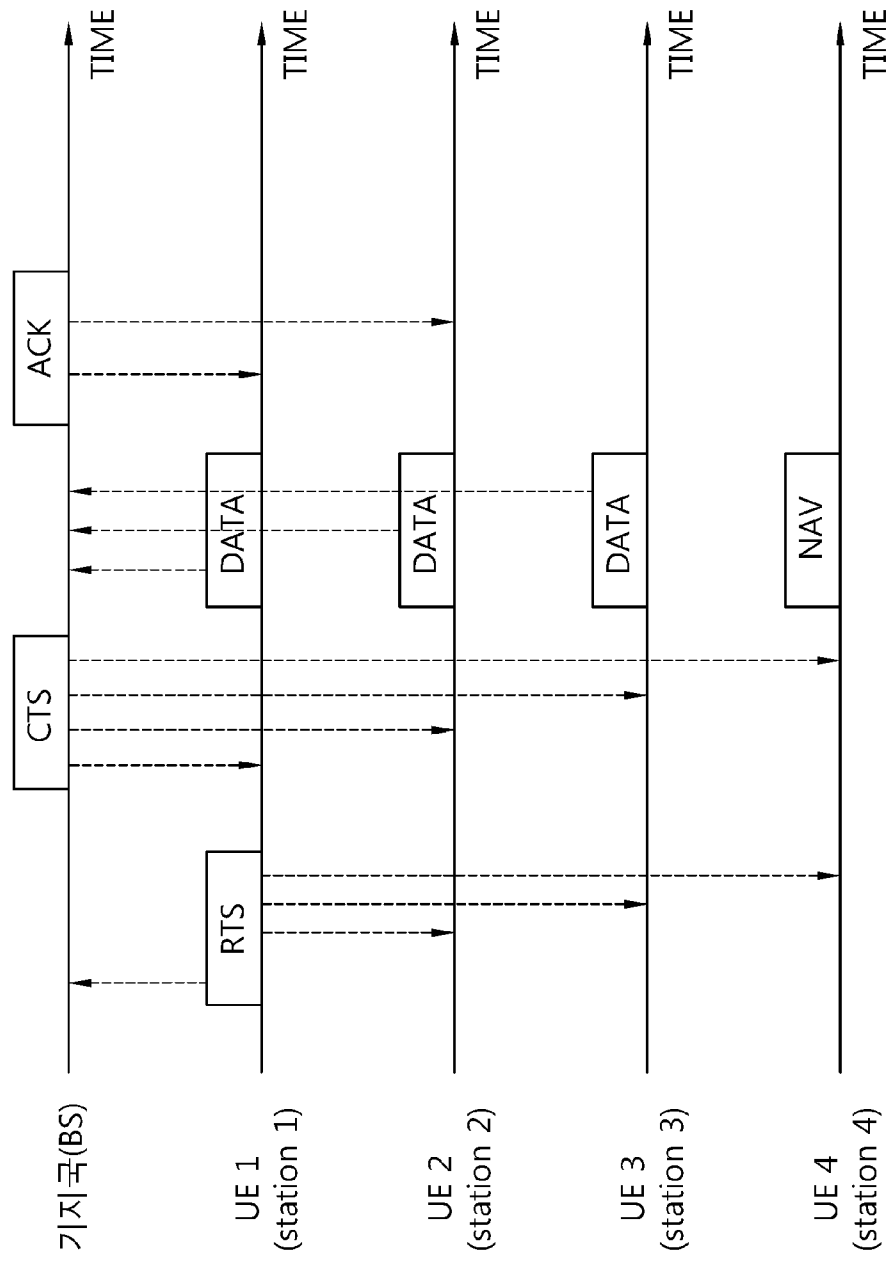 기지국(BS)
CTS
ACK
TIME
UE 1
(station 1)
RTS
DATA
TIME
UE 2
(station 2)
DATA
TIME
UE 3
(station 3)
DATA
TIME
UE 4
(station 4)
NAV
TIME